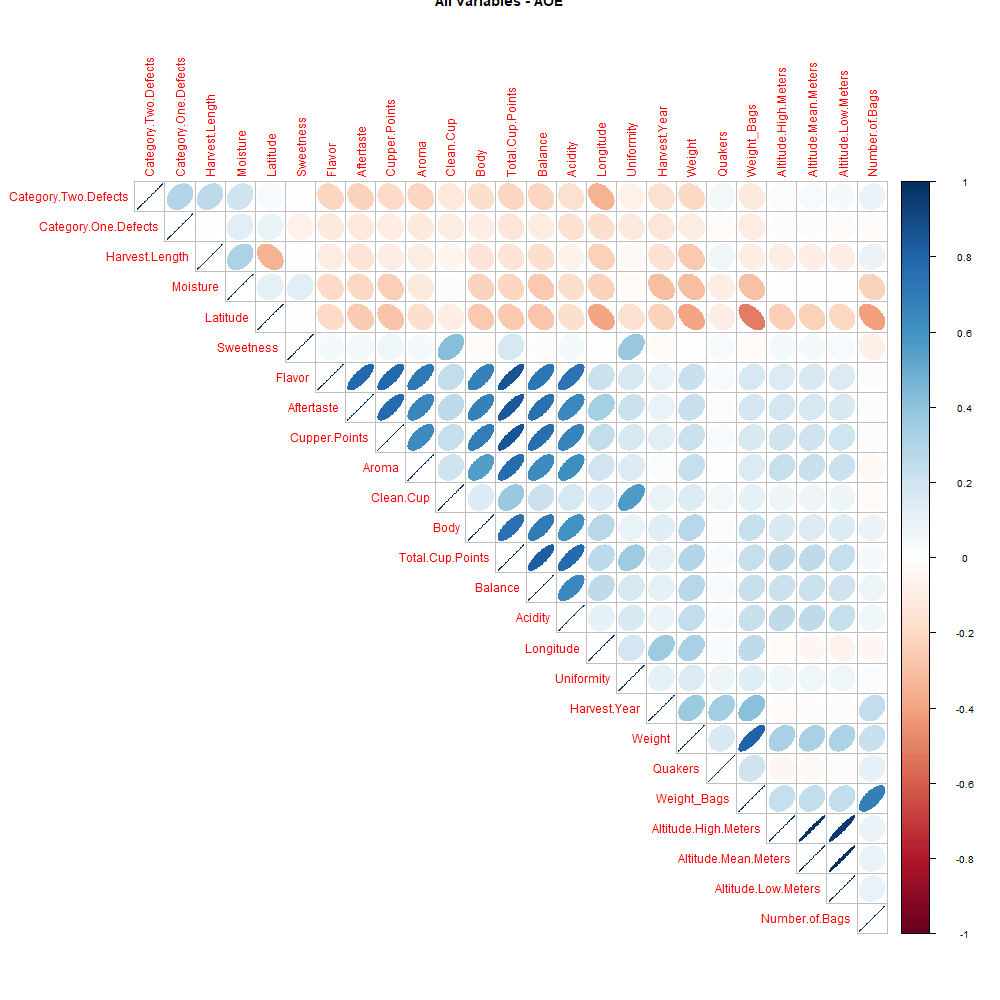 All Variables - AOE
Category.Two.Defects
Category.One.Defects
Harvest.Length
Moisture
Latitude
Sweetness
Flavor
Aftertaste
Cupper.Points
Aroma
Clean.Cup
Body
Total.Cup.Points
Balance
Acidity
Longitude
Uniformity
Harvest.Year
Weight
Quakers
Weight_Bags
Altitude.High.Meters
Altitude.Mean.Meters
Altitude.Low.Meters
Number.of.Bags
Category.Two.Defects
Category.One.Defects
Harvest.Length
Moisture
Latitude
Sweetness
Flavor
Aftertaste
Cupper.Points
Aroma
Clean.Cup
Body
Total.Cup.Points
Balance
Acidity
Longitude
Uniformity
Harvest.Year
Weight
Quakers
Weight_Bags
Altitude.High.Meters
Altitude.Mean.Meters
Altitude.Low.Meters
Number.of.Bags
1
0.8
0.6
0.4
0.2
0
-0.2
-0.4
-0.6
-0.8
-1